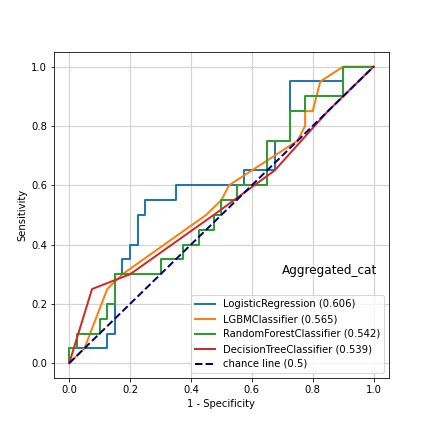 1.0
0.8
0.6
0.4
0.2
0.0
Sensitivity
Aggregated_cat
LogisticRegression (0.606)
LGBMClassifier (0.565)
RandomForestClassifier (0.542)
DecisionTreeClassifier (0.539)
chance line (0.5)
0.0 0.2 0.4 0.6 0.8 1.0
1 - Specificity